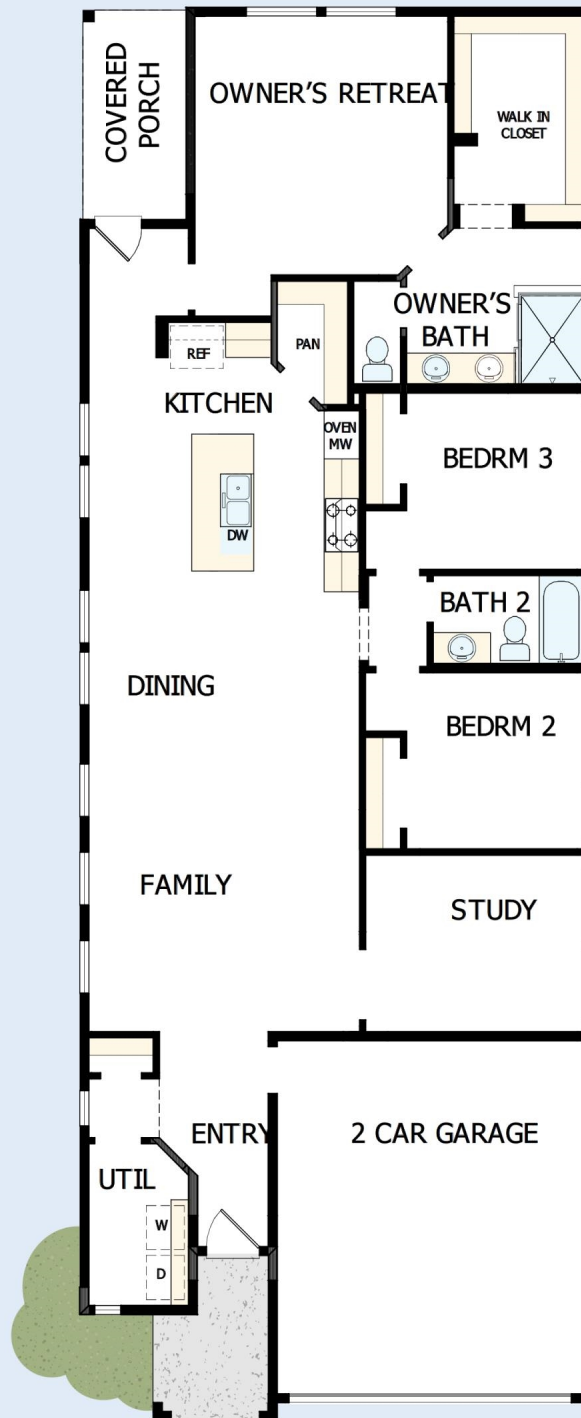 COVERED
PORCH
OWNER'S RETREAT
WALK IN
CLOSET
OWNER'S
BATH
REF
PAN
KITCHEN
OVEN
MW
BEDRM 3
DW
BATH 2
DINING
BEDRM 2
FAMILY
STUDY
ENTRY
2 CAR GARAGE
UTIL
W
D